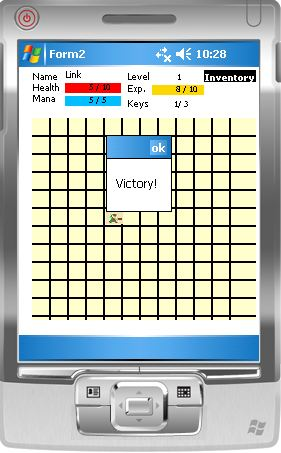 Form2 10:28
Name Link Level 1 Inventory
Health 3 / 10 Exp. 8 / 10
Mana 5 / 5 Keys 1/ 3
ok
Victory!